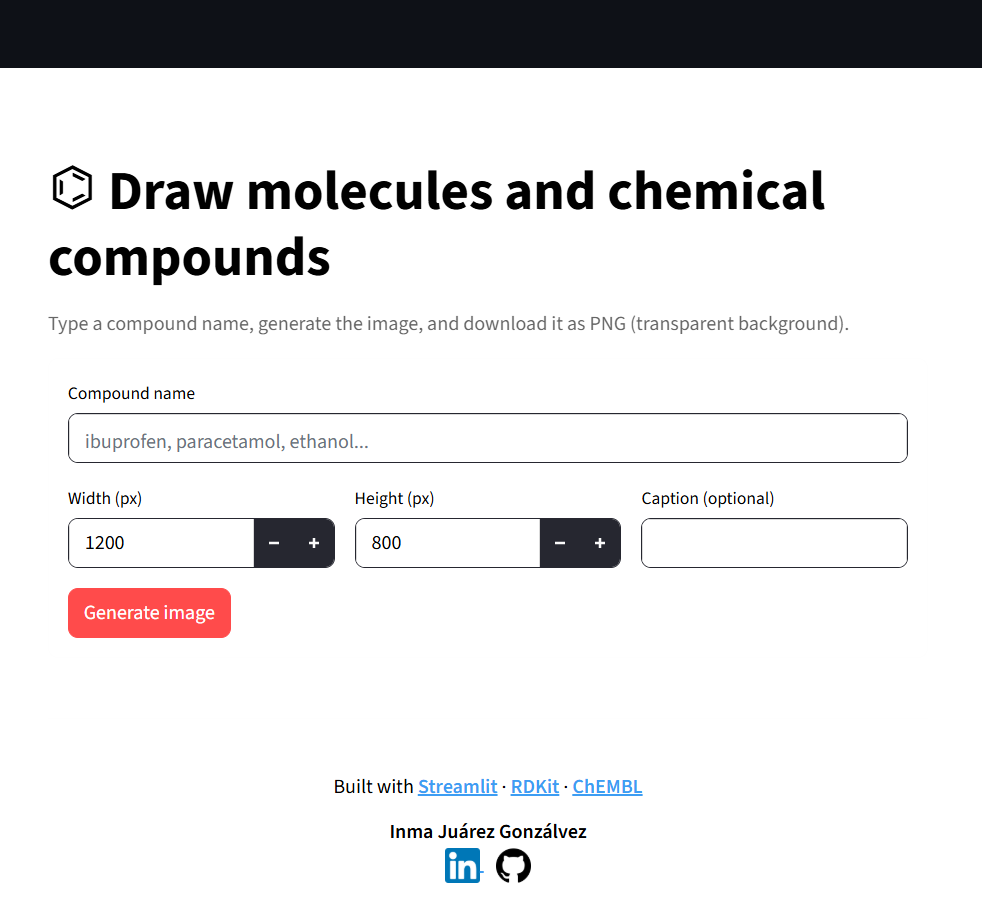 Draw molecules and chemical
compounds
Type a compound name, generate the image, and download it as PNG (transparent background).
Compound name
ibuprofen, paracetamol, ethanol...
Width (px)
Height (px)
Caption (optional)
1200
−
+
800
−
+
Generate image
Built with Streamlit · RDKit · ChEMBL
Inma Juárez Gonzálvez
in